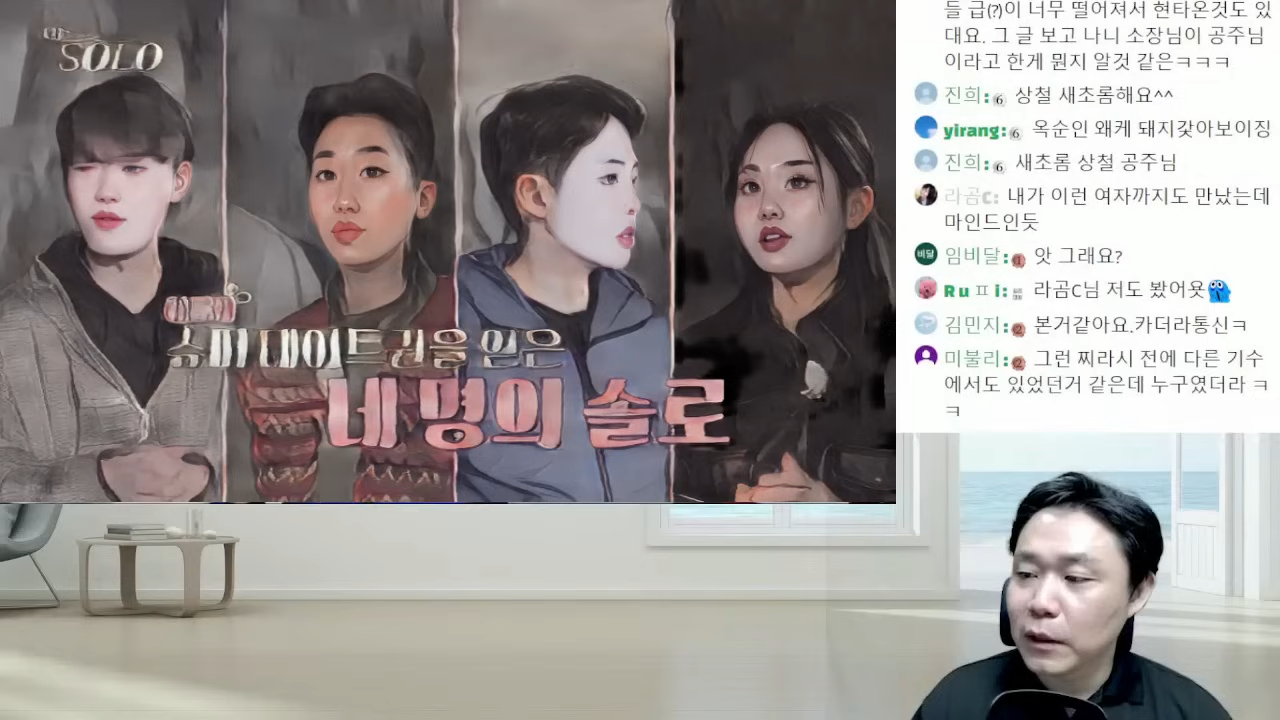 SOLO
슈퍼 데이트권을 얻은
네 명의 솔로
들 급(?)이 너무 떨어져서 현타온것도 있
대요. 그 글 보고 나니 소장님이 공주님
이라고 한게 뭔지 알것 같은ㅋㅋㅋ
진희: 6 상철 새초롬해요^^
yirang: 6 옥순인 왜케 돼지갖아보이징
진희: 6 새초롬 상철 공주님
라곰C: 내가 이런 여자까지도 만났는데
마인드인듯
비달 임비달: 앗 그래요?
Ruㅠi: 라곰C님 저도 봤어욧
김민지: 2 본거같아요.카더라통신ㅋ
미불리: 2 그런 찌라시 전에 다른 기수
에서도 있었던거 같은데 누구였더라 ㅋ
ㅋ